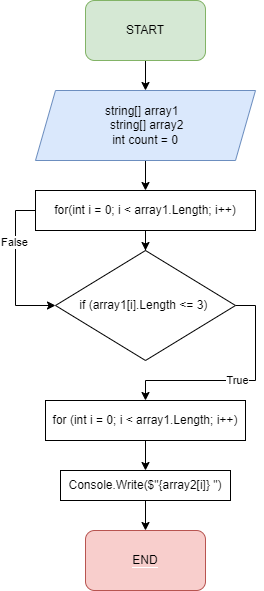 START
string[] array1
string[] array2
int count = 0
for(int i = 0; i < array1.Length; i++)
False
if (array1[i].Length <= 3)
True
for (int i = 0; i < array1.Length; i++)
Console.Write($"{array2[i]} ")
END